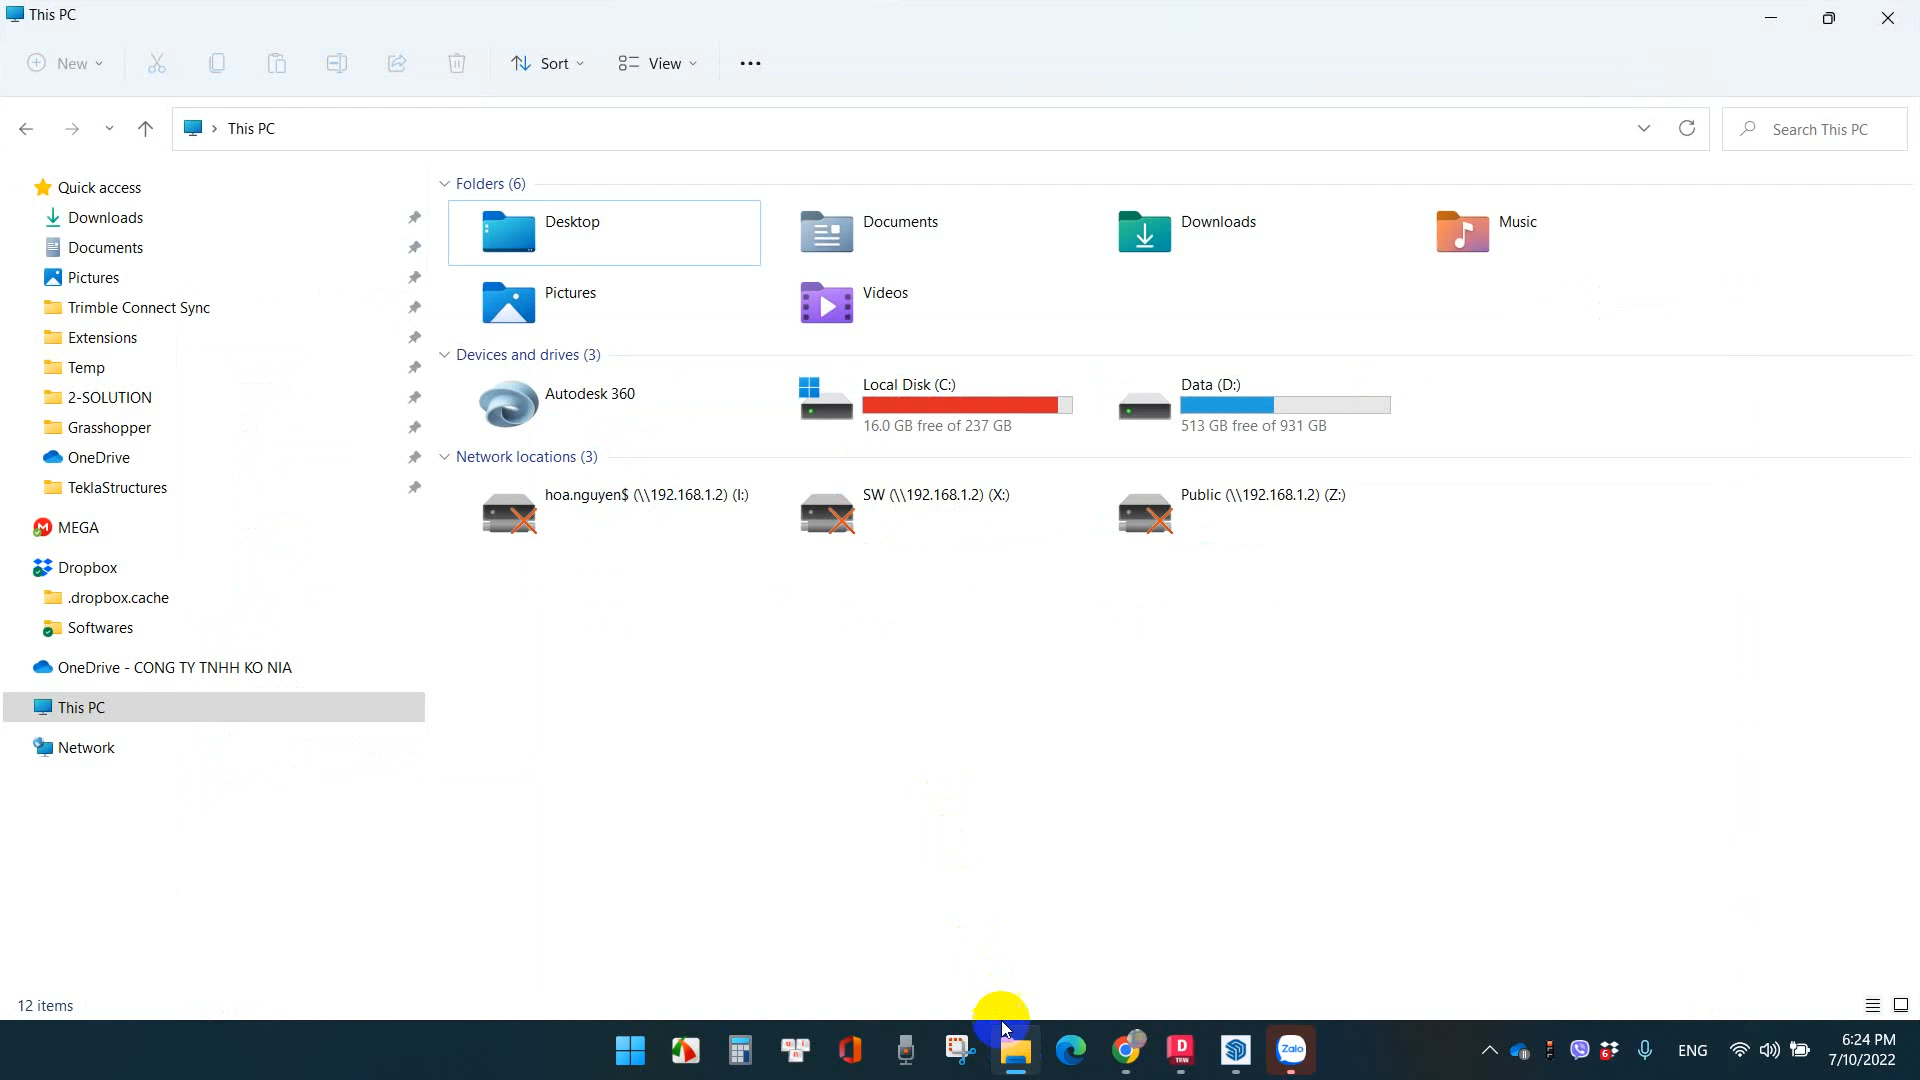 This PC
New
Sort
View
This PC
Search This PC
Quick access
Downloads
Documents
Pictures
Trimble Connect Sync
Extensions
Temp
2-SOLUTION
Grasshopper
OneDrive
TeklaStructures
MEGA
Dropbox
.dropbox.cache
Softwares
OneDrive - CONG TY TNHH KO NIA
This PC
Network
Folders (6)
Desktop
Documents
Downloads
Music
Pictures
Videos
Devices and drives (3)
Autodesk 360
Local Disk (C:)
16.0 GB free of 237 GB
Data (D:)
513 GB free of 931 GB
Network locations (3)
hoa.nguyen$ (\\192.168.1.2) (I:)
SW (\\192.168.1.2) (X:)
Public (\\192.168.1.2) (Z:)
12 items
D
TRW
Zalo
6
ENG
6:24 PM
7/10/2022